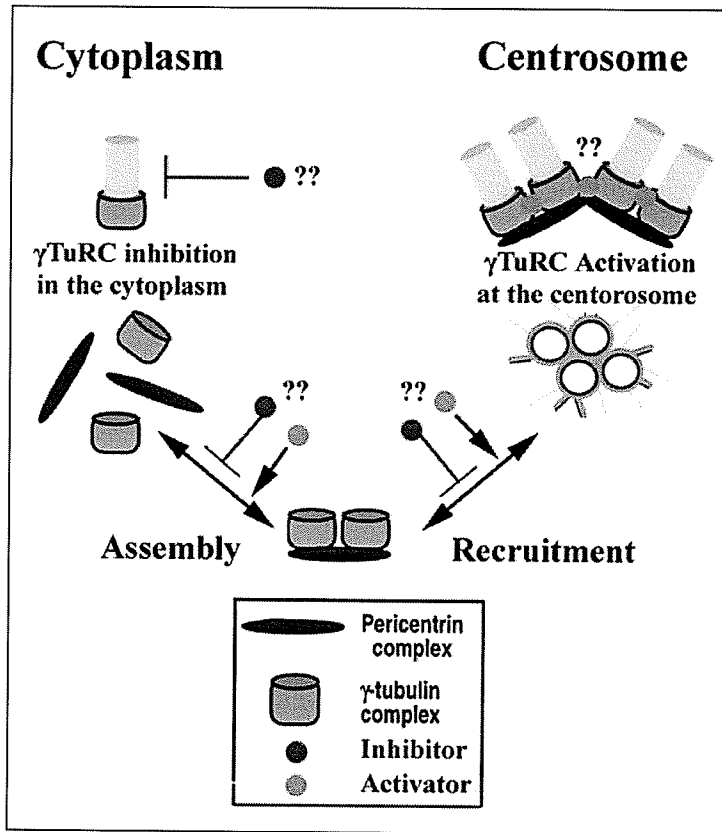 Cytoplasm
Centrosome
??
??
γTuRC inhibition
in the cytoplasm
γTuRC Activation
at the centorosome
??
??
Assembly
Recruitment
Pericentrin
complex
γ-tubulin
complex
Inhibitor
Activator